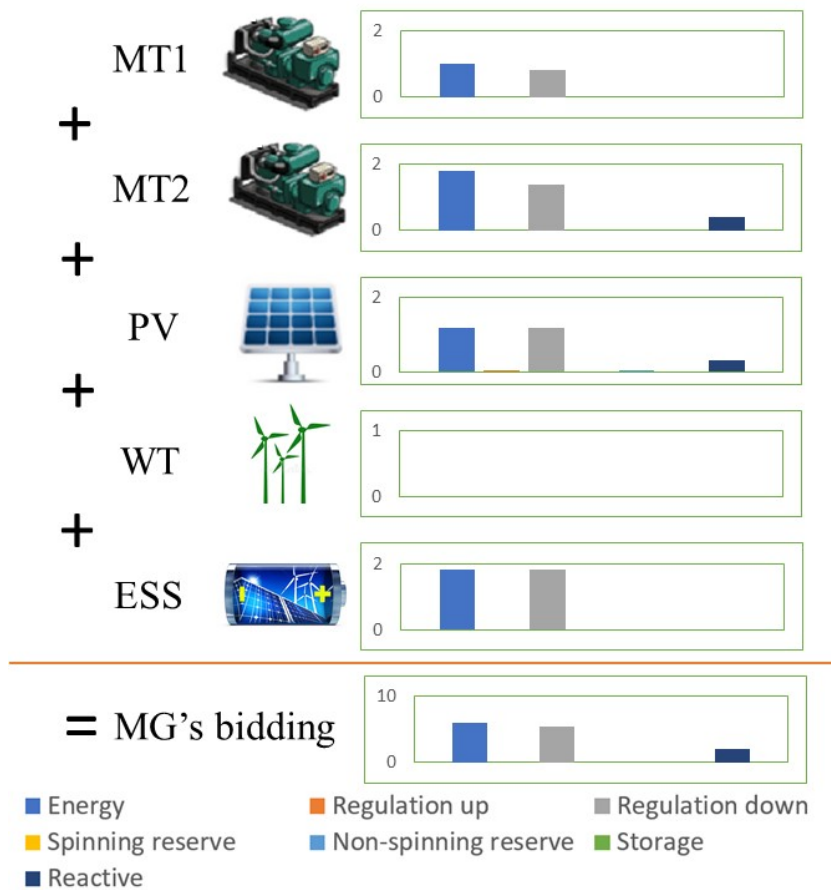 MT1
2
0
+
MT2
2
0
+
PV
2
0
+
WT
1
0
+
ESS
2
0
= MG's bidding
10
0
Energy Regulation up Regulation down
Spinning reserve Non-spinning reserve Storage
Reactive